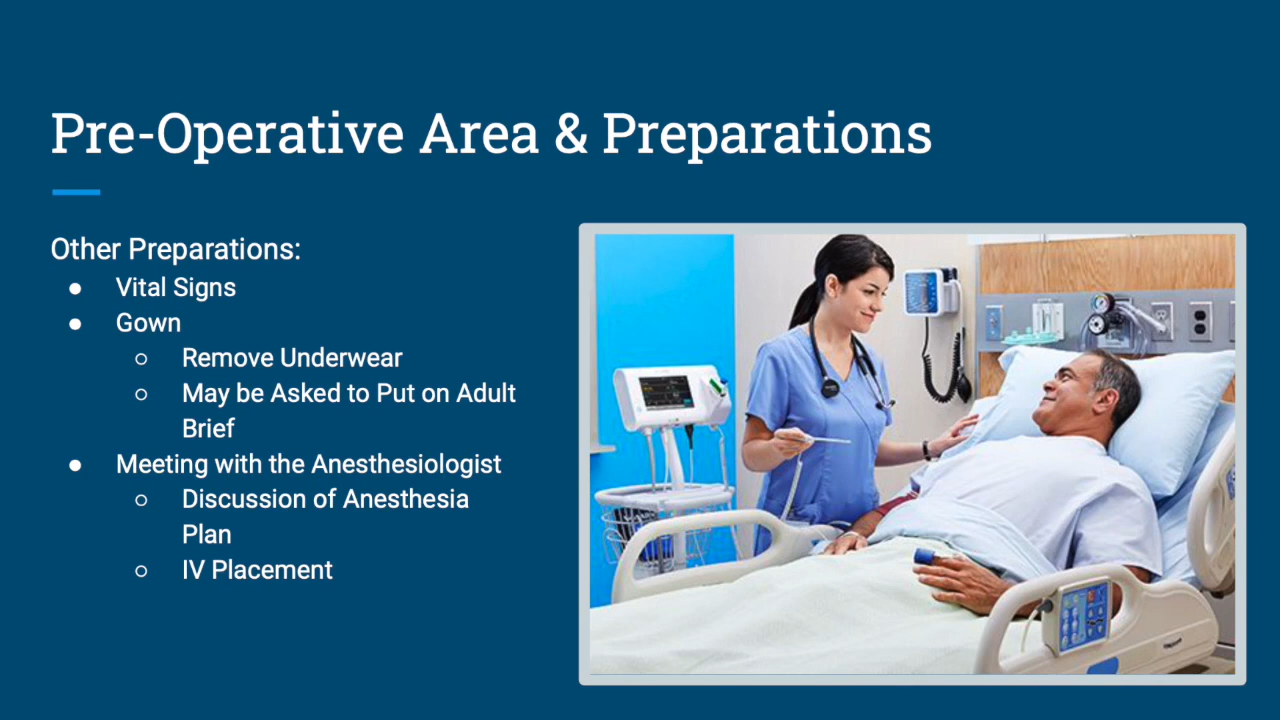 Pre-Operative Area & Preparations
Other Preparations:
● Vital Signs
● Gown
○ Remove Underwear
○ May be Asked to Put on Adult
Brief
● Meeting with the Anesthesiologist
○ Discussion of Anesthesia
Plan
○ IV Placement